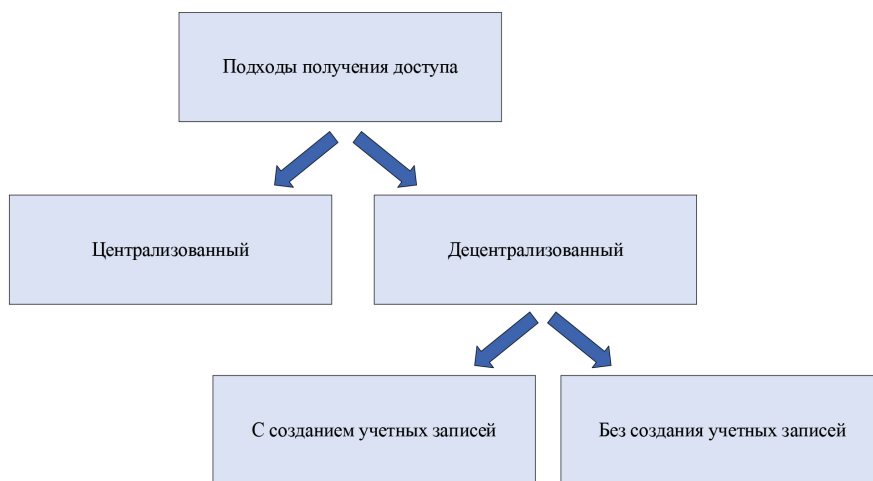 Подходы получения доступа
Централизованный
Децентрализованный
С созданием учетных записей
Без создания учетных записей